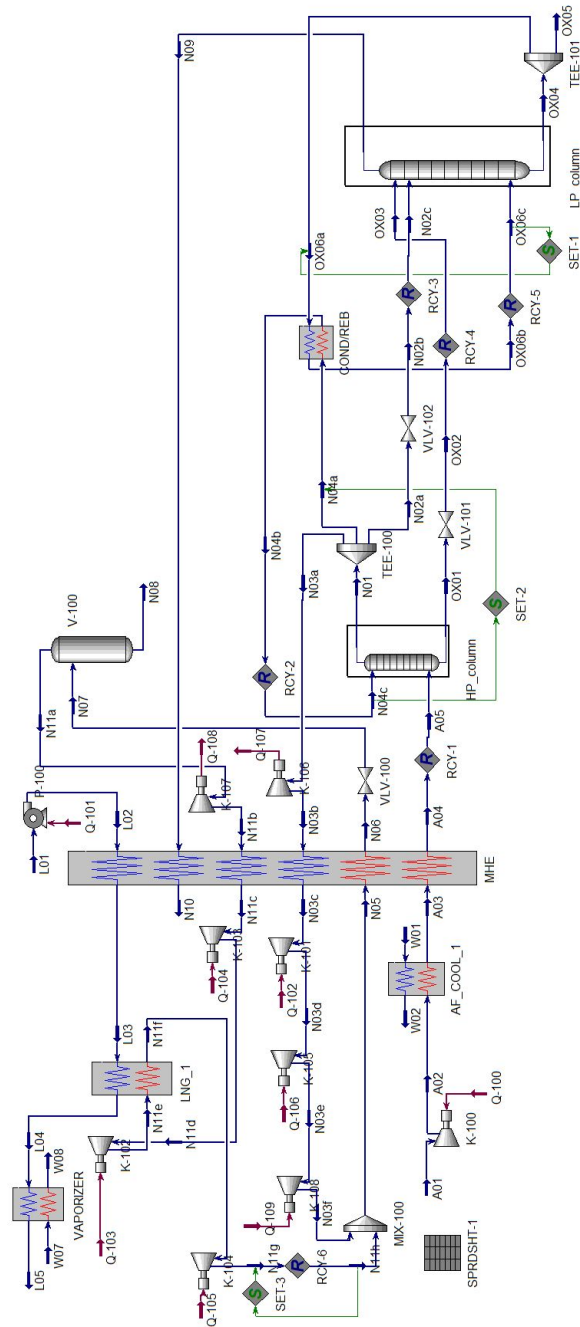 L05
L04
VAPORIZER
W07
W08
L03
LNG_1
N11f
N11e
K-102
N11d
Q-103
L01
L02
P-100
Q-101
N10
N09
N11a
V-100
N07
N08
Q-108
K-107
N11b
N11c
K-103
Q-104
Q-107
K-106
N03b
N03c
K-101
Q-102
N03d
K-105
Q-106
N03e
K-108
Q-109
N03f
K-104
Q-105
N11g
SET-3
RCY-6
N11h
MIX-100
N05
N06
VLV-100
MHE
A01
K-100
Q-100
A02
AF_COOL_1
W01
W02
A03
A04
RCY-1
A05
HP_column
N04c
RCY-2
N04b
N03a
N01
TEE-100
N04a
N02a
OX01
VLV-101
SET-2
VLV-102
OX02
N02b
COND/REB
OX06a
RCY-3
RCY-4
RCY-5
OX06b
OX03
N02c
OX06c
SET-1
LP_column
OX04
TEE-101
OX05
SPRDSHT-1
R
R
R
R
R
R
S
S
S